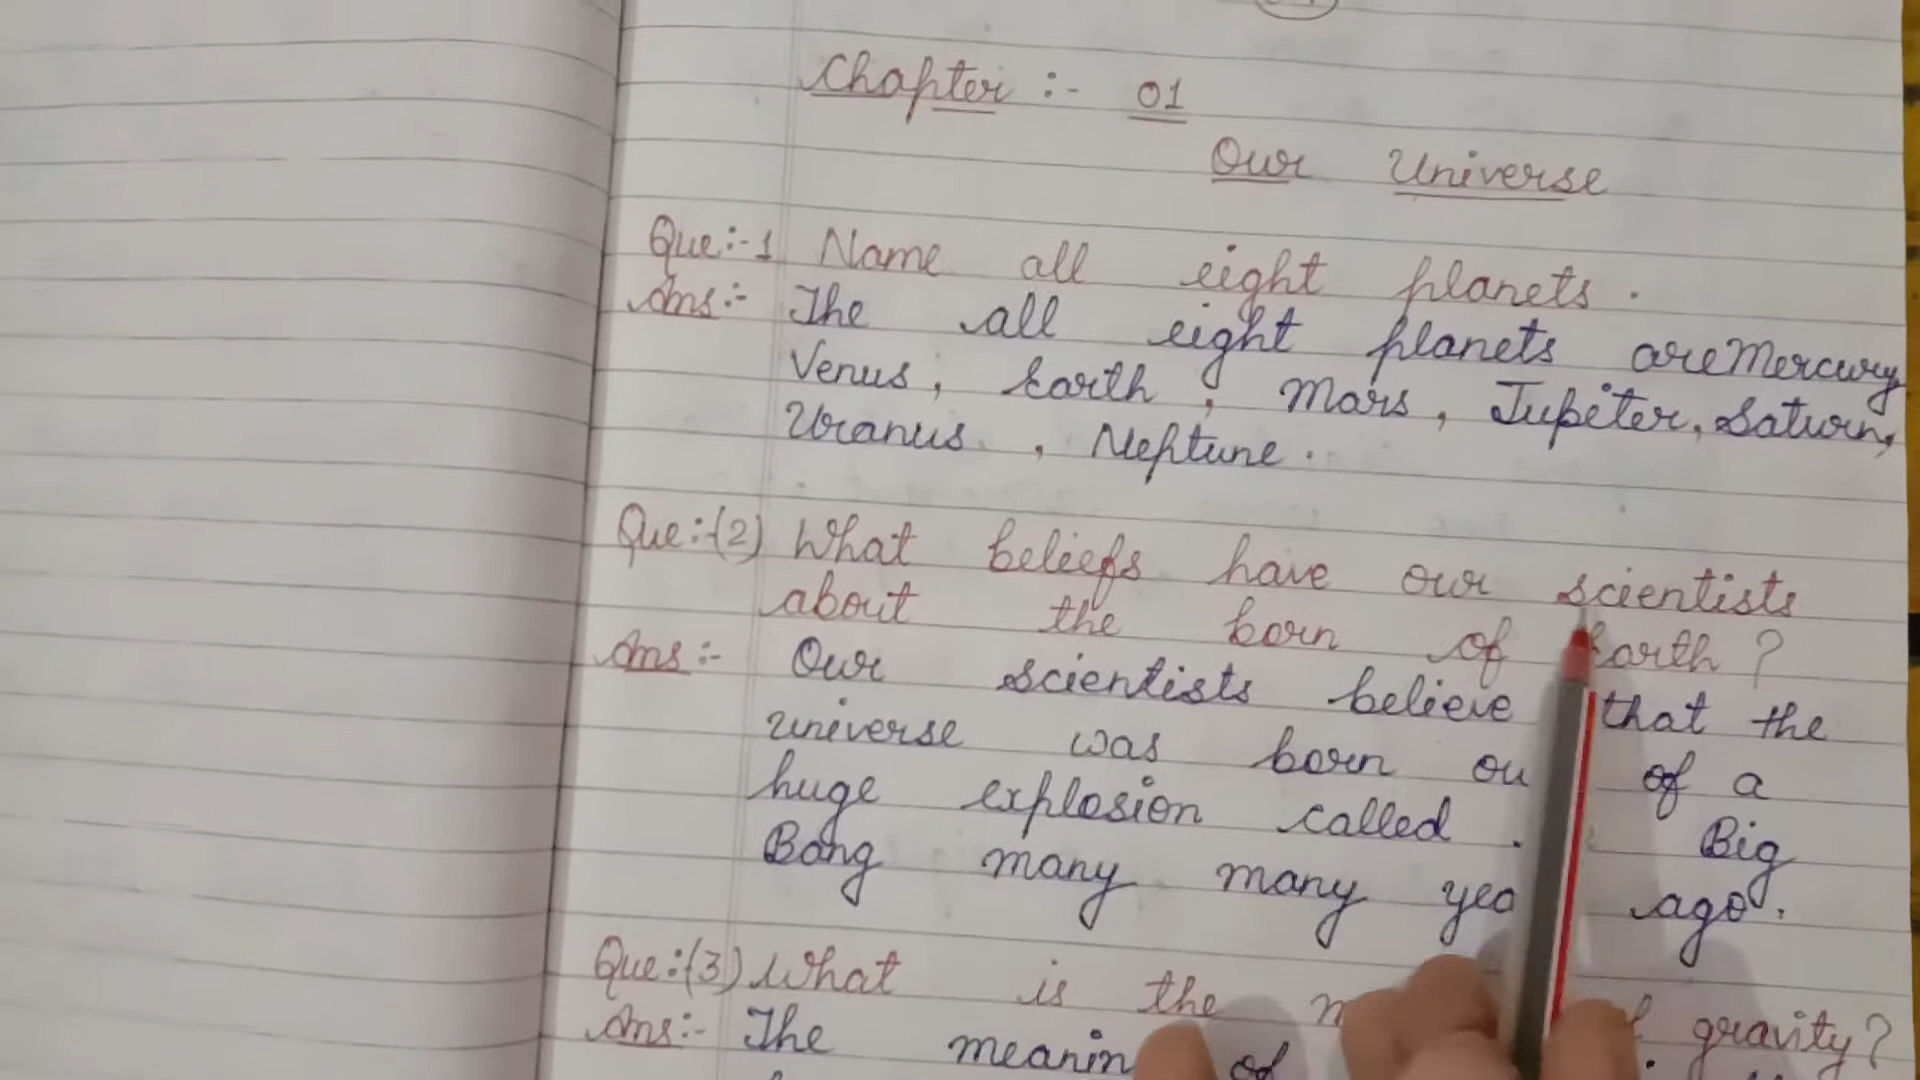 Chapter :- 01
Our Universe
Que:-1 Name all eight planets.
Ans:- The all eight planets are Mercury
Venus, Earth, Mars, Jupiter, Saturn,
Uranus, Neptune.
Que:-(2) What beliefs have our scientists
about the born of Earth?
Ans:- Our scientists believe that the
universe was born of a
huge explosion called Big
Bang many many ago.
Que:-(3) What is the gravity?
Ans:- The of